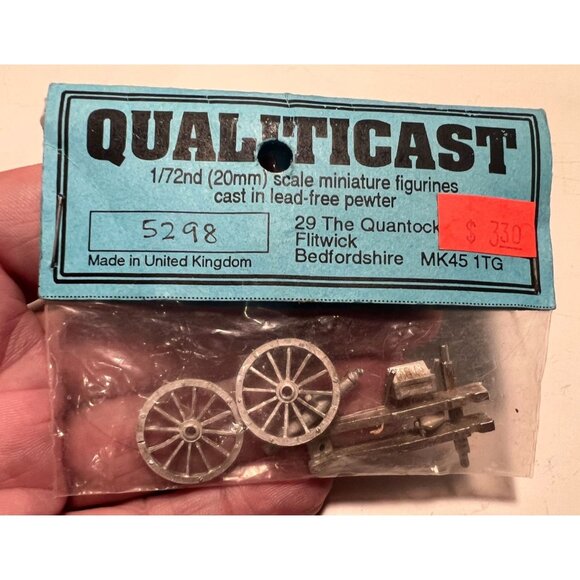 QUALITICAST
1/72nd (20mm) scale miniature figurines
cast in lead-free pewter
5298
Made in United Kingdom
29 The Quantock
Flitwick
Bedfordshire MK45 1TG
$ 3.30